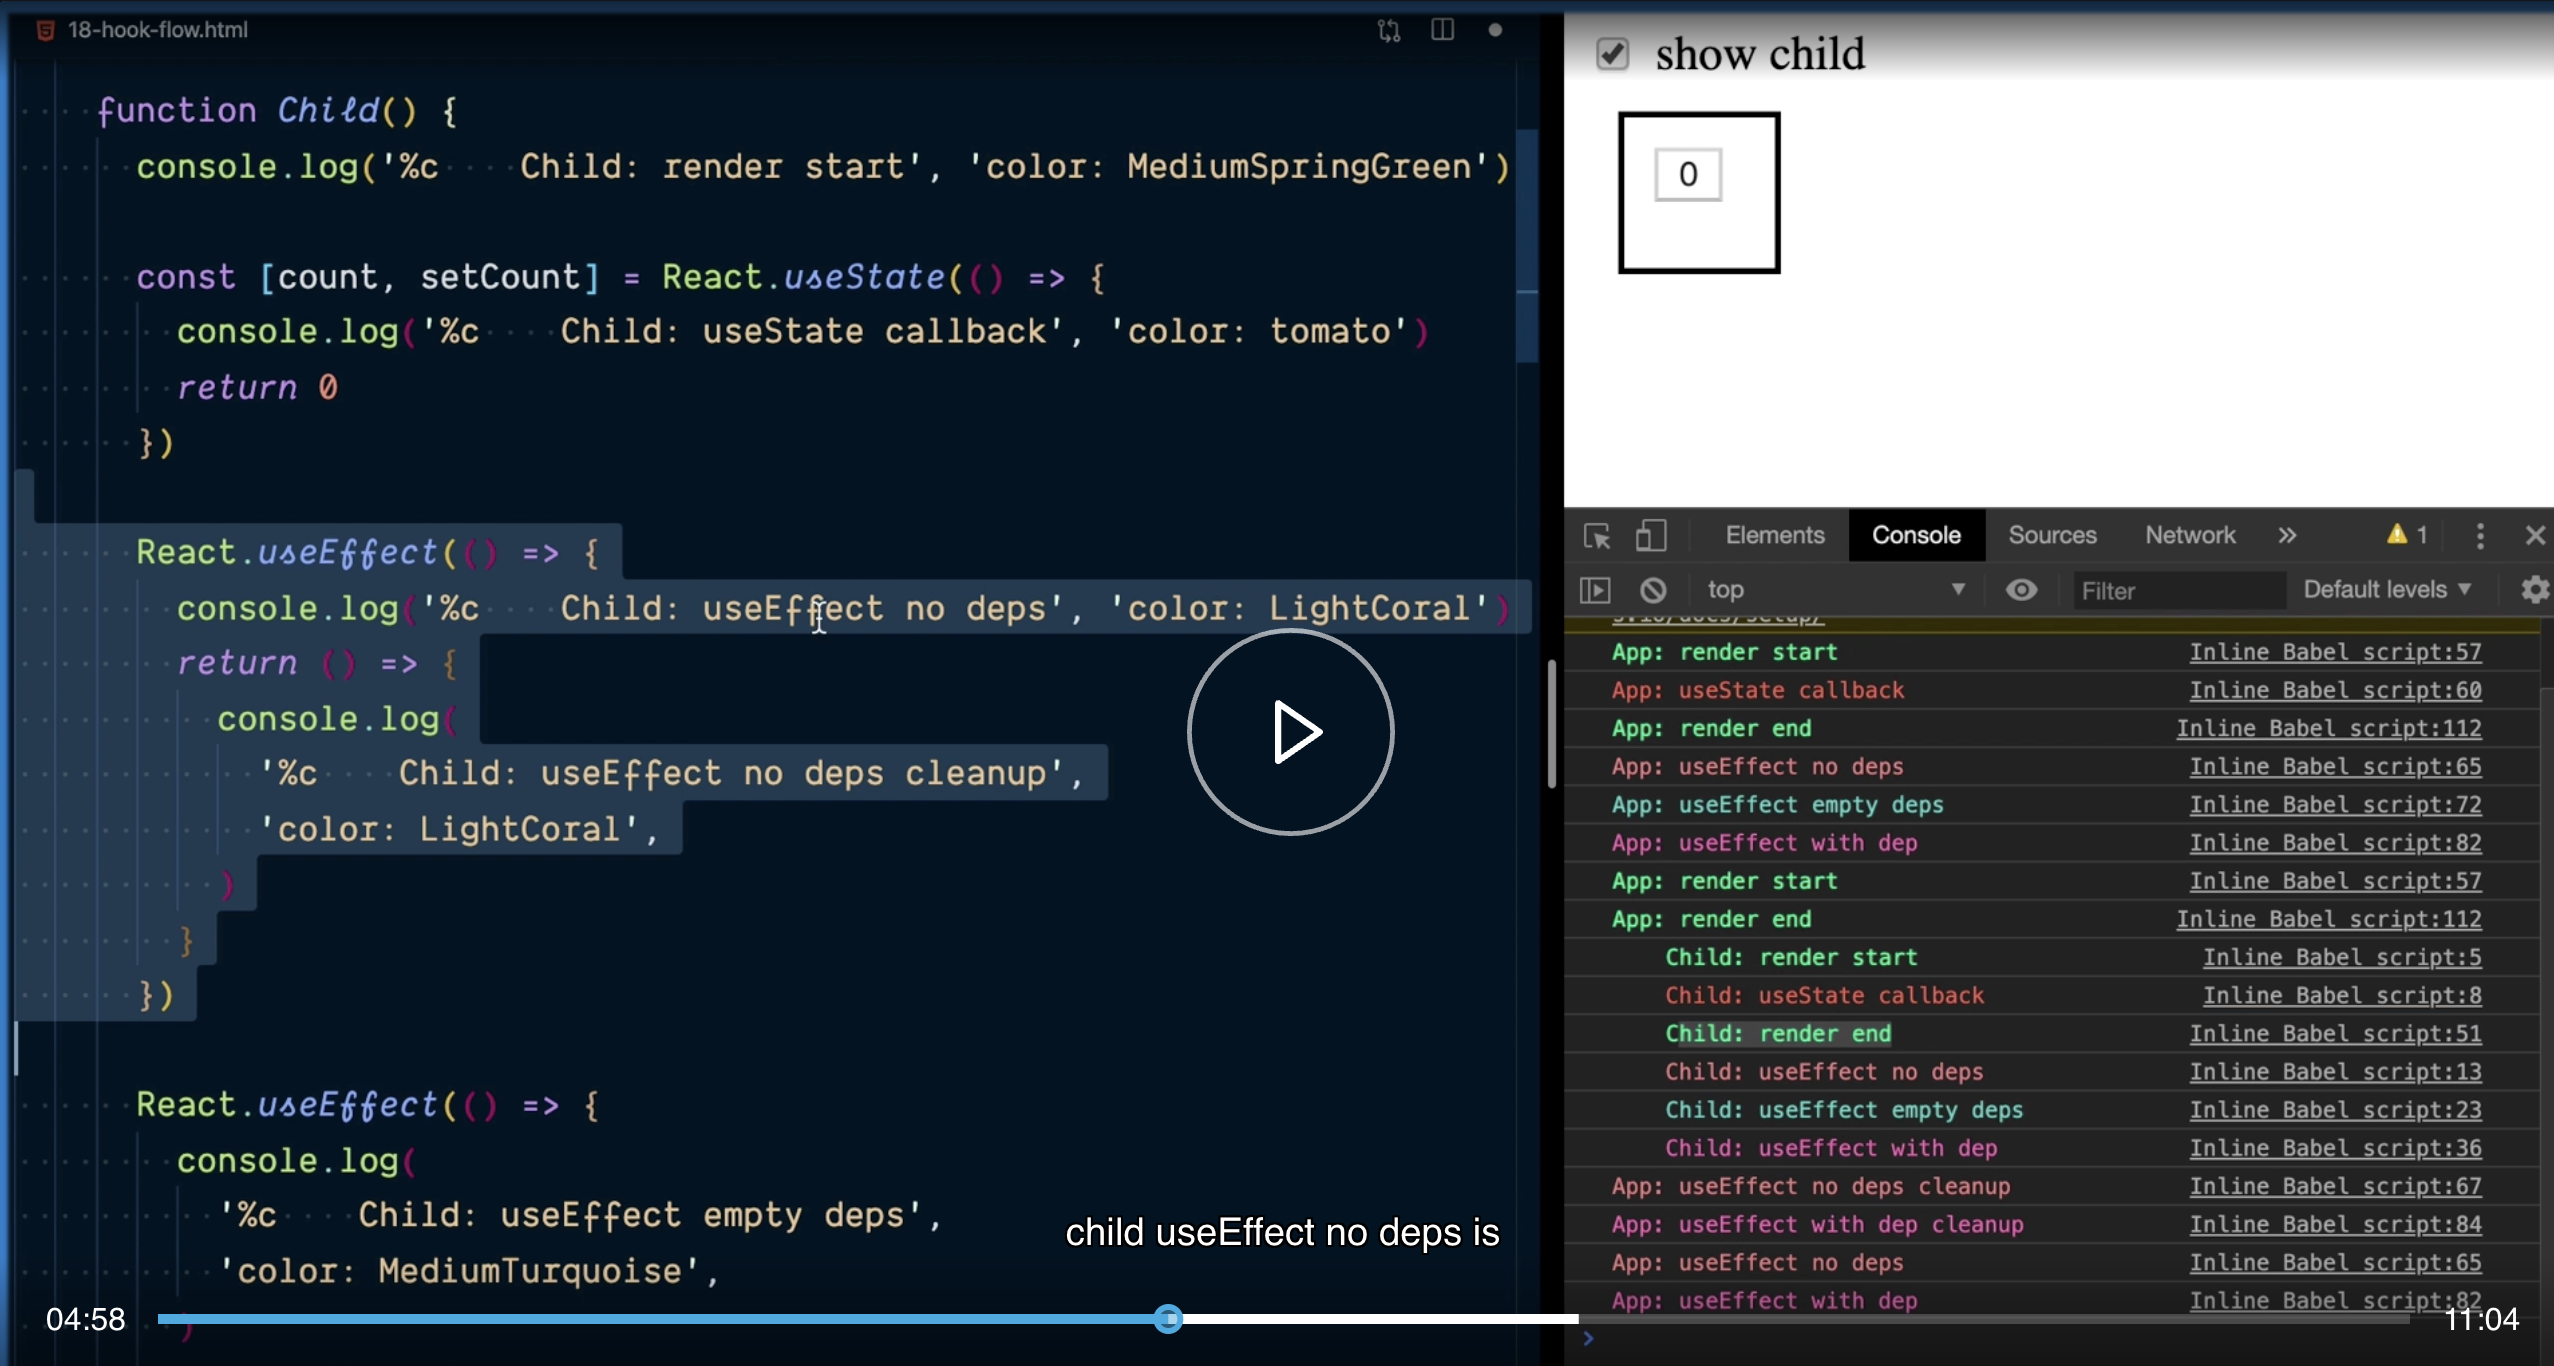 18-hook-flow.html
function Child() {
console.log('%c    Child: render start', 'color: MediumSpringGreen')
const [count, setCount] = React.useState(() => {
console.log('%c    Child: useState callback', 'color: tomato')
return 0
})
React.useEffect(() => {
console.log('%c    Child: useEffect no deps', 'color: LightCoral')
return () => {
console.log(
'%c    Child: useEffect no deps cleanup',
'color: LightCoral',
)
}
})
React.useEffect(() => {
console.log(
'%c    Child: useEffect empty deps',
'color: MediumTurquoise',
)
child useEffect no deps is
04:58
11:04
show child
0
Elements Console Sources Network » 1
top Filter Default levels
App: render start Inline Babel script:57
App: useState callback Inline Babel script:60
App: render end Inline Babel script:112
App: useEffect no deps Inline Babel script:65
App: useEffect empty deps Inline Babel script:72
App: useEffect with dep Inline Babel script:82
App: render start Inline Babel script:57
App: render end Inline Babel script:112
Child: render start Inline Babel script:5
Child: useState callback Inline Babel script:8
Child: render end Inline Babel script:51
Child: useEffect no deps Inline Babel script:13
Child: useEffect empty deps Inline Babel script:23
Child: useEffect with dep Inline Babel script:36
App: useEffect no deps cleanup Inline Babel script:67
App: useEffect with dep cleanup Inline Babel script:84
App: useEffect no deps Inline Babel script:65
App: useEffect with dep Inline Babel script:82
>